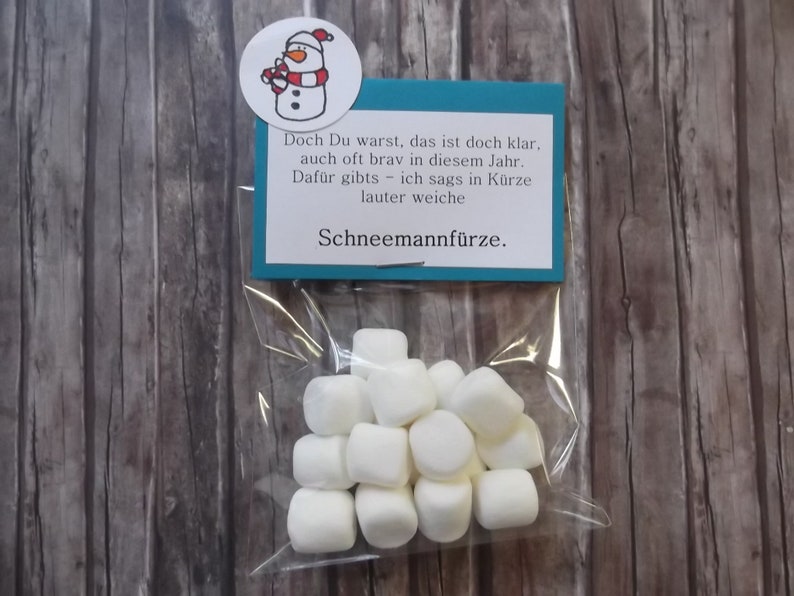 Doch Du warst, das ist doch klar,
auch oft brav in diesem Jahr.
Dafür gibts – ich sags in Kürze
lauter weiche
Schneemannfürze.